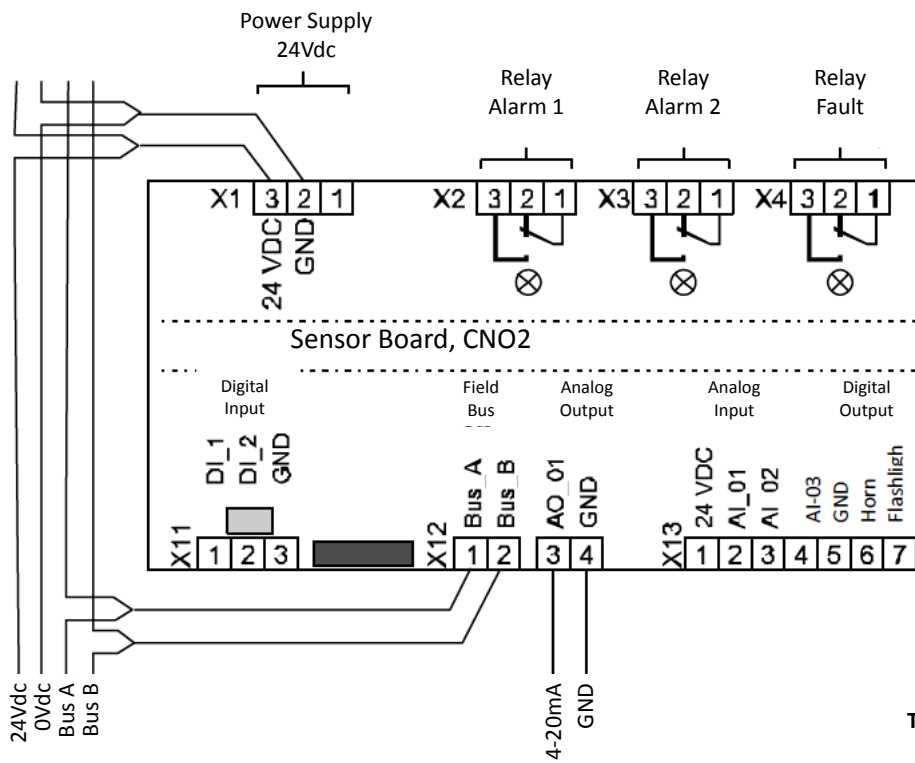 Power Supply
24Vdc
Relay
Alarm 1
Relay
Alarm 2
Relay
Fault
X1 3 2 1
X2 3 2 1
X3 3 2 1
X4 3 2 1
24 VDC
GND
Sensor Board, CNO2
Digital
Input
Field
Bus
Analog
Output
Analog
Input
Digital
Output
DI_1
DI_2
GND
Bus_A
Bus_B
AO_01
GND
24 VDC
AI_01
AI_02
AI-03
GND
Horn
Flashligh
X11 1 2 3
X12 1 2 3 4
X13 1 2 3 4 5 6 7
24Vdc
0Vdc
Bus A
Bus B
4-20mA
GND
T